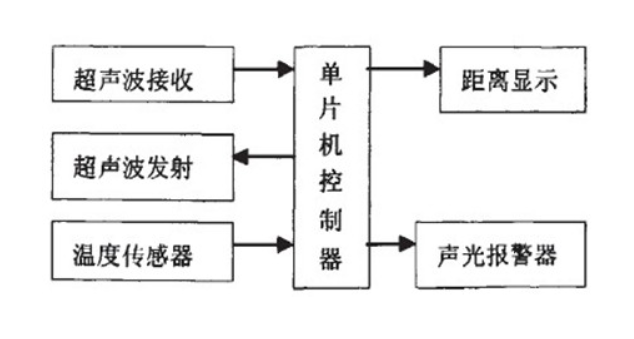 超声波接收
超声波发射
温度传感器
单片机控制器
距离显示
声光报警器